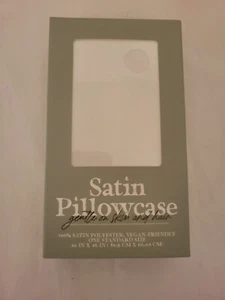 Satin
Pillowcase
gentle on skin and hair
100% SATIN POLYESTER, VEGAN FRIENDLY
ONE STANDARD SIZE